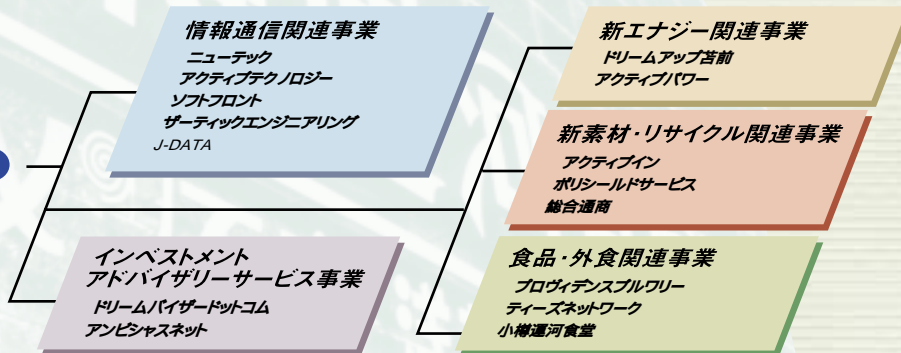 情報通信関連事業
ニューテック
アクティブテクノロジー
ソフトフロント
ザーティックエンジニアリング
J-DATA
インベストメント
アドバイザリーサービス事業
ドリームバイザードットコム
アンビシャスネット
新エナジー関連事業
ドリームアップ苫前
アクティブパワー
新素材・リサイクル関連事業
アクティブイン
ポリシールドサービス
総合通商
食品・外食関連事業
プロヴィデンスブルワリー
ティーズネットワーク
小樽運河食堂